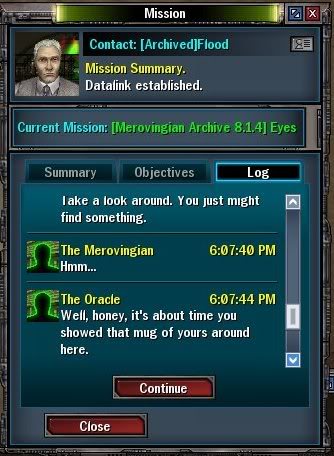 Mission
Contact: [Archived]Flood
Mission Summary.
Datalink established.
Current Mission: [Merovingian Archive 8.1.4] Eyes
Summary
Objectives
Log
Take a look around. You just might
find something.
The Merovingian 6:07:40 PM
Hmm...
The Oracle 6:07:44 PM
Well, honey, it's about time you
showed that mug of yours around
here.
Continue
Close